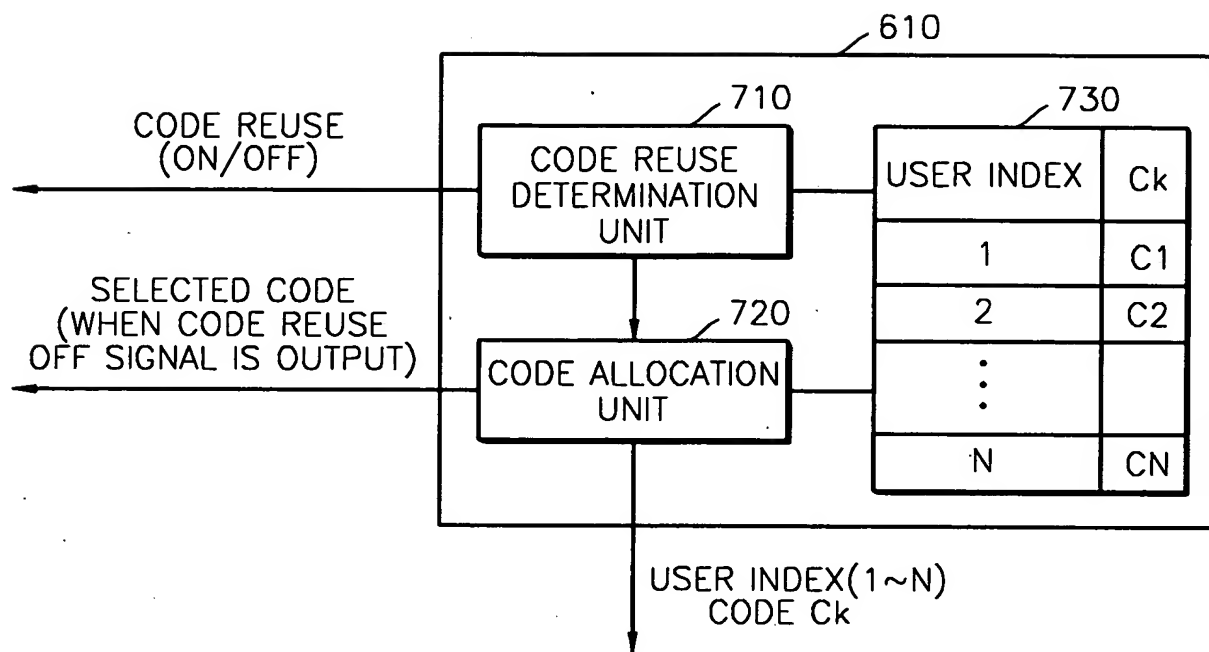 610
710
730
CODE REUSE
(ON/OFF)
CODE REUSE
DETERMINATION
UNIT
USER INDEX Ck
1 C1
2 C2
N CN
SELECTED CODE
(WHEN CODE REUSE
OFF SIGNAL IS OUTPUT)
720
CODE ALLOCATION
UNIT
USER INDEX(1~N)
CODE Ck